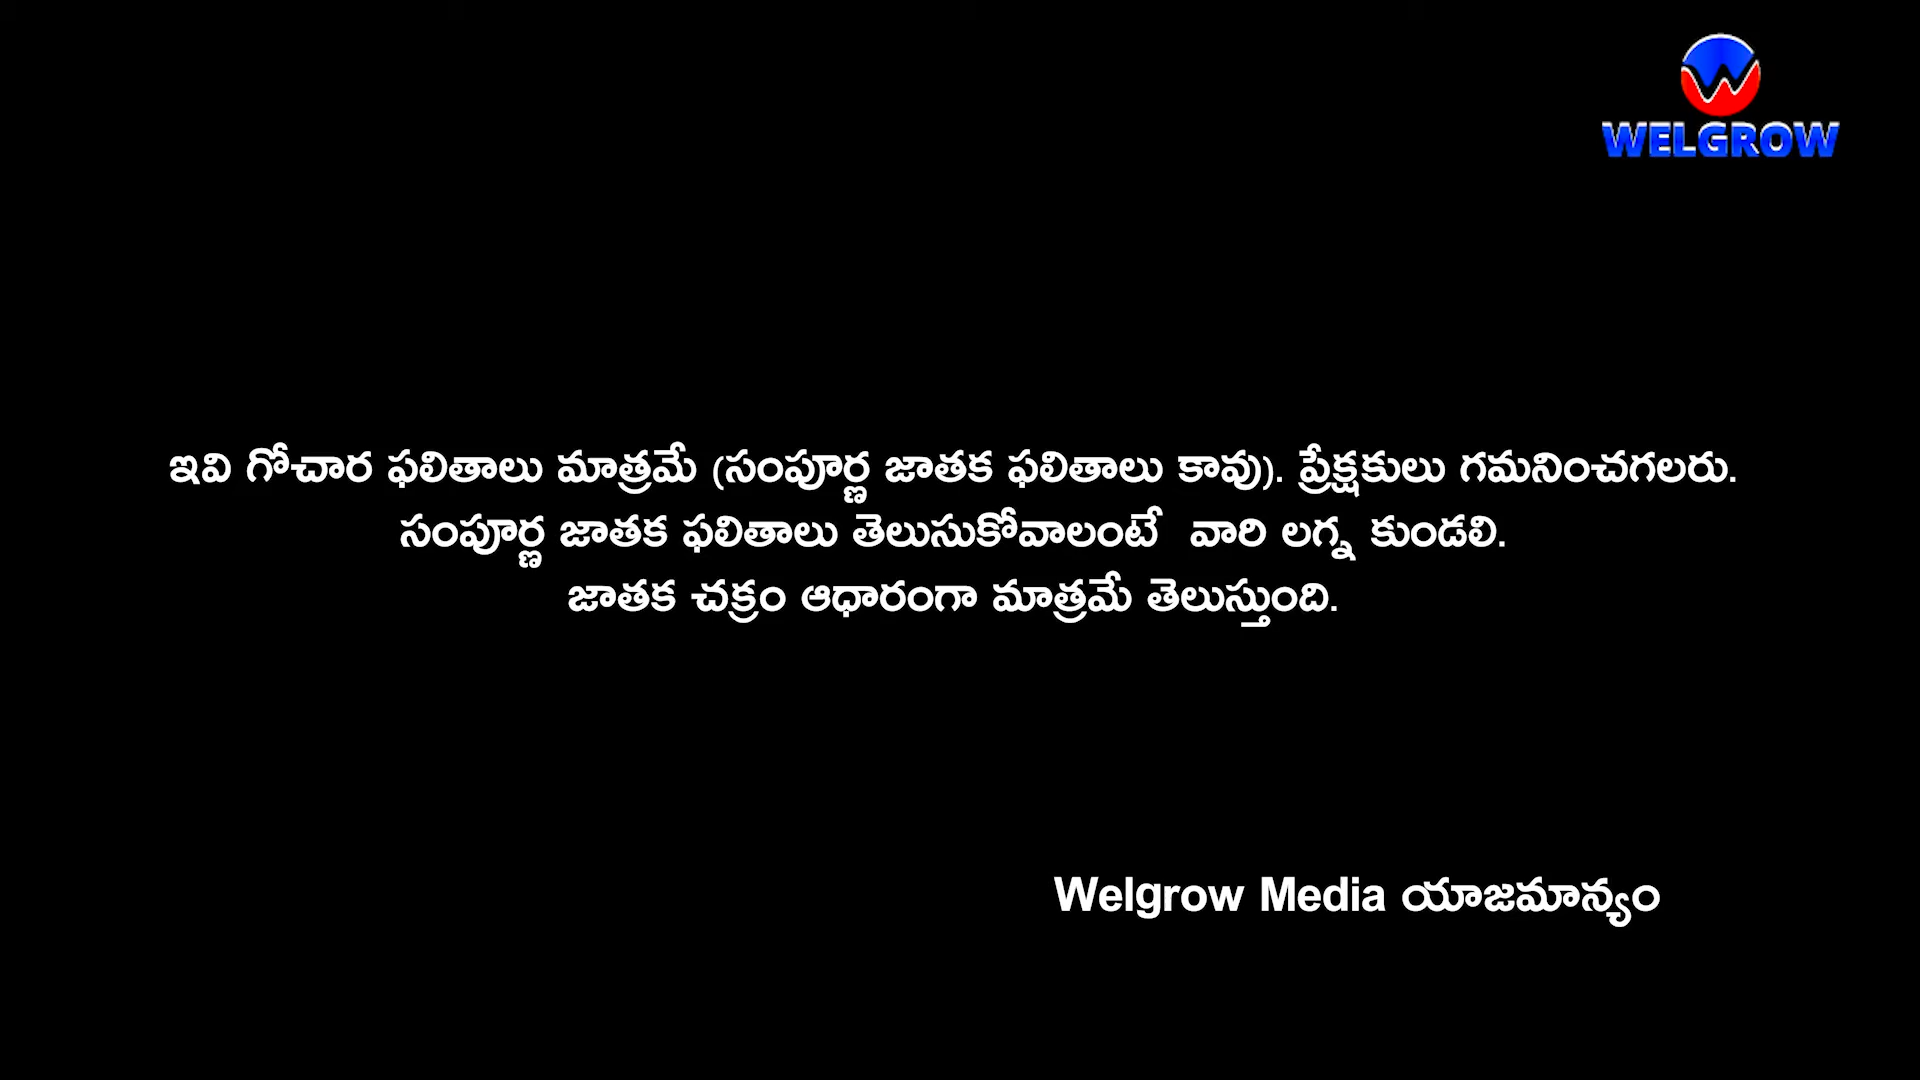 WELGROW
ఇవి గోచార ఫలితాలు మాత్రమే (సంపూర్ణ జాతక ఫలితాలు కావు). ప్రేక్షకులు గమనించగలరు.
సంపూర్ణ జాతక ఫలితాలు తెలుసుకోవాలంటే వారి లగ్న కుండలి.
జాతక చక్రం ఆధారంగా మాత్రమే తెలుస్తుంది.
Welgrow Media యాజమాన్యం